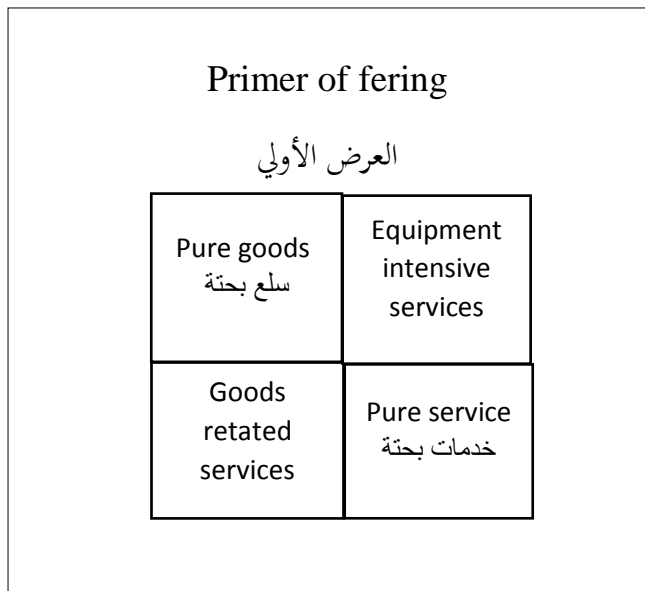 Primer of fering
العرض الأولي
Pure goods
سلع بحتة
Equipment
intensive
services
Goods
retated
services
Pure service
خدمات بحتة